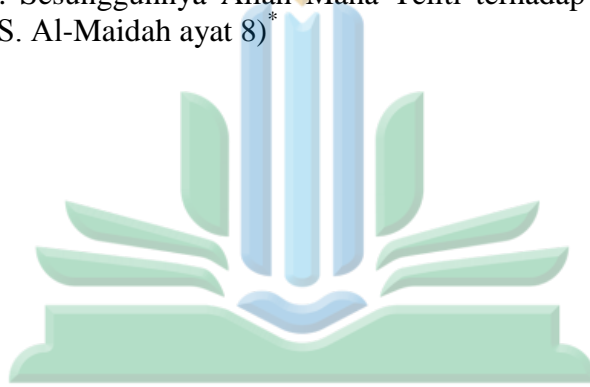 . Sesungguhnya Allah Maha Teliti terhadap
S. Al-Maidah ayat 8)*